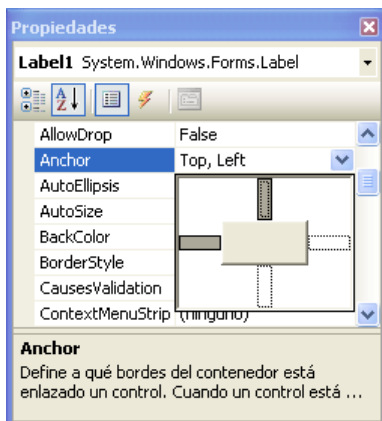 Propiedades
Label1 System.Windows.Forms.Label
AllowDrop False
Anchor Top, Left
AutoEllipsis
AutoSize
BackColor
BorderStyle
CausesValidation
ContextMenuStrip (ninguno)
Anchor
Define a qué bordes del contenedor está
enlazado un control. Cuando un control está ...